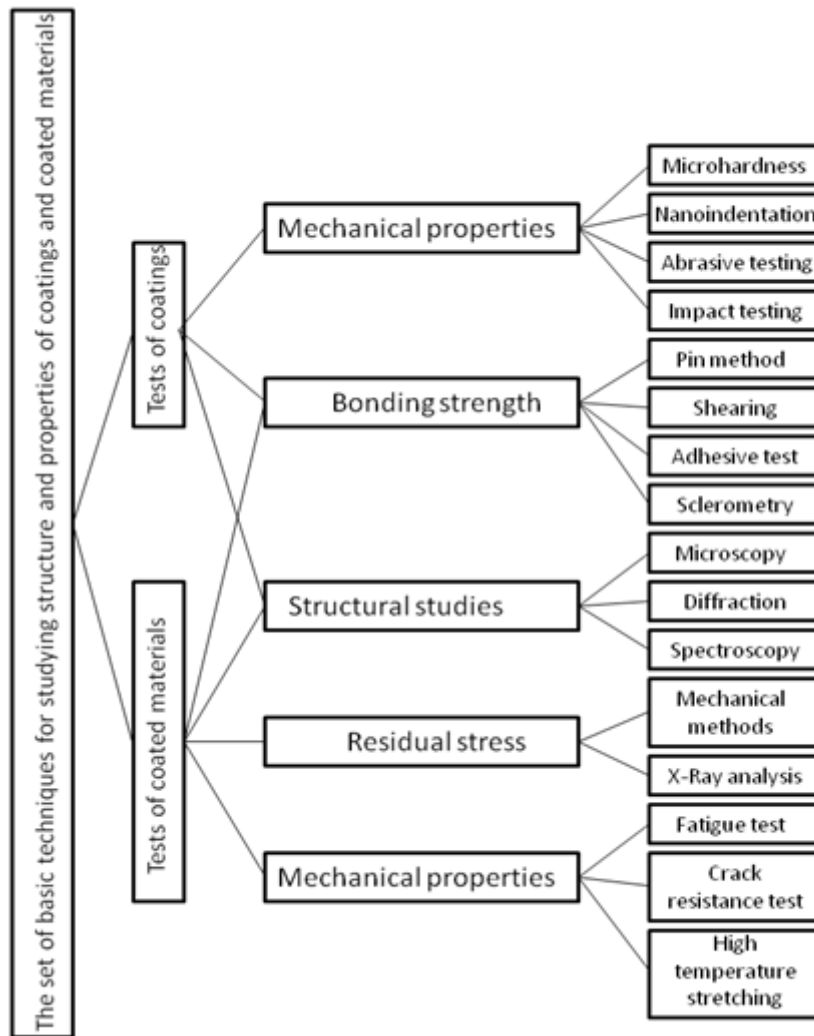 The set of basic techniques for studying structure and properties of coatings and coated materials
Tests of coatings
Tests of coated materials
Mechanical properties
Bonding strength
Structural studies
Residual stress
Mechanical properties
Microhardness
Nanoindentation
Abrasive testing
Impact testing
Pin method
Shearing
Adhesive test
Sclerometry
Microscopy
Diffraction
Spectroscopy
Mechanical
methods
X-Ray analysis
Fatigue test
Crack
resistance test
High
temperature
stretching